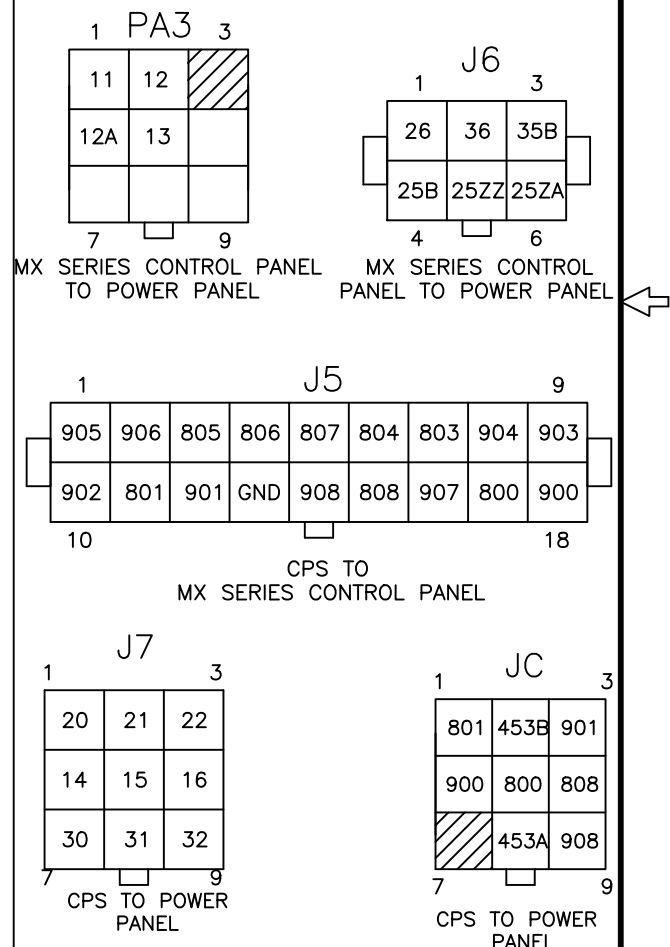 PA3
1 3
11 12
12A 13
7 9
MX SERIES CONTROL PANEL
TO POWER PANEL
J6
1 3
26 36 35B
25B 25ZZ 25ZA
4 6
MX SERIES CONTROL
PANEL TO POWER PANEL
J5
1 9
905 906 805 806 807 804 803 904 903
902 801 901 GND 908 808 907 800 900
10 18
CPS TO
MX SERIES CONTROL PANEL
J7
1 3
20 21 22
14 15 16
30 31 32
7 9
CPS TO POWER
PANEL
JC
1 3
801 453B 901
900 800 808
453A 908
7 9
CPS TO POWER
PANEL